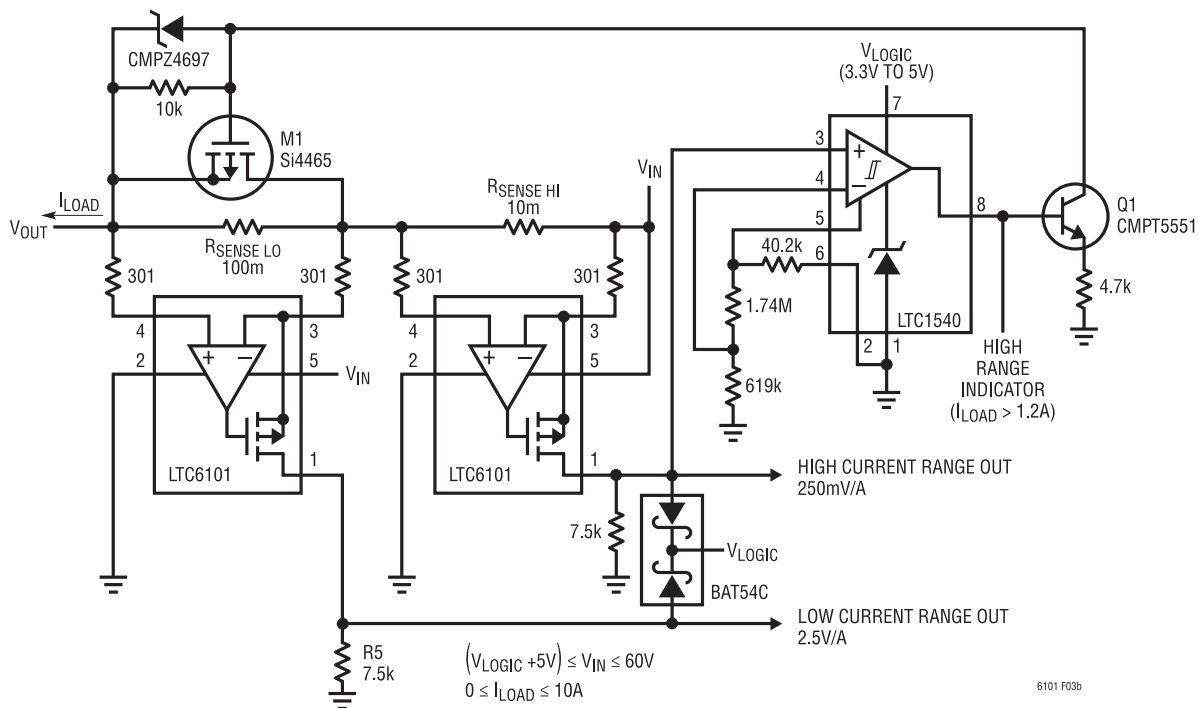 CMPZ4697
10k
M1
Si4465
VLOGIC
(3.3V TO 5V)
7
3
4
5
6
8
40.2k
1.74M
619k
2
1
LTC1540
Q1
CMPT5551
4.7k
HIGH
RANGE
INDICATOR
(ILOAD > 1.2A)
VIN
ILOAD
VOUT
RSENSE LO
100m
RSENSE HI
10m
301
301
301
301
4
3
2
5
VIN
1
LTC6101
4
3
2
5
1
LTC6101
7.5k
HIGH CURRENT RANGE OUT
250mV/A
VLOGIC
BAT54C
LOW CURRENT RANGE OUT
2.5V/A
R5
7.5k
(VLOGIC +5V) ≤ VIN ≤ 60V
0 ≤ ILOAD ≤ 10A
6101 F03b